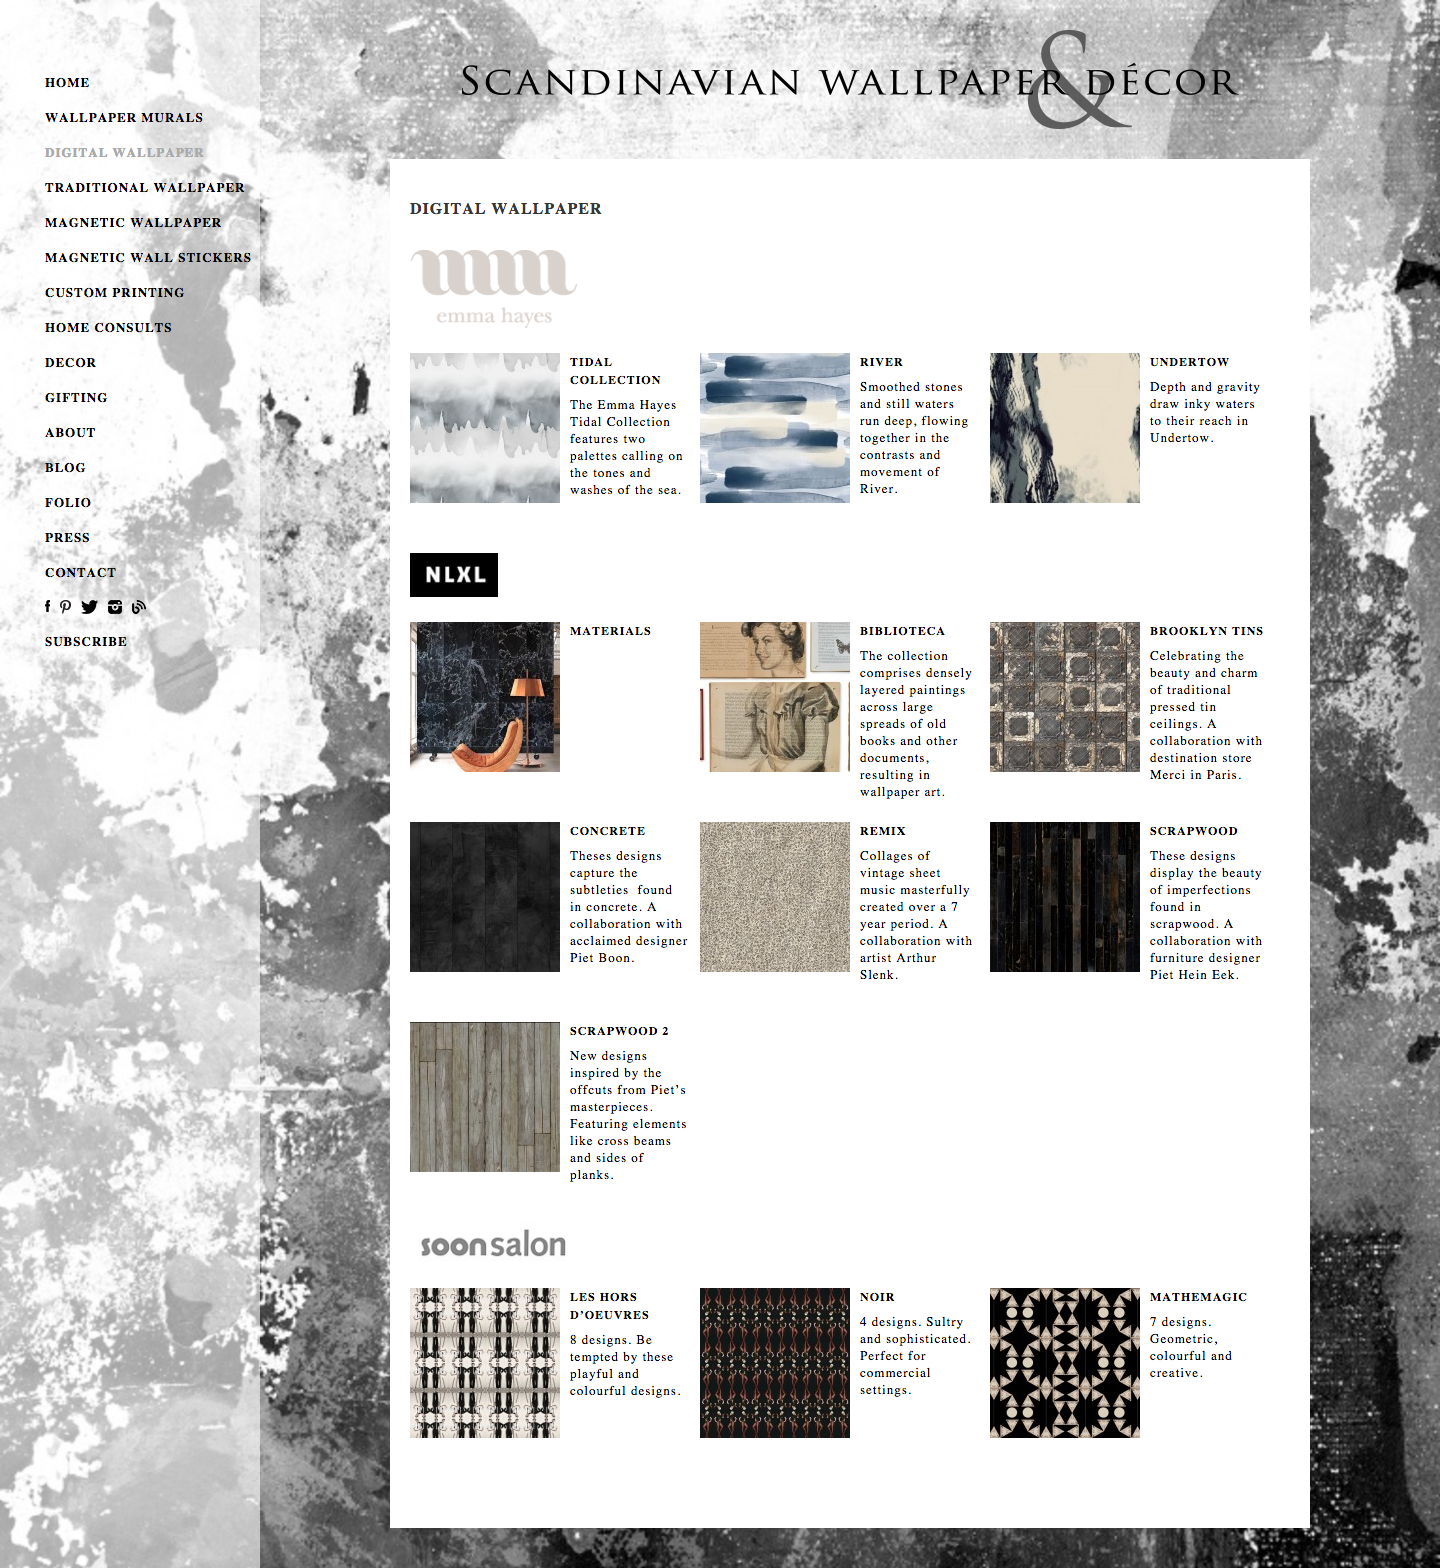 SCANDINAVIAN WALLPAPER & DÉCOR
HOME
WALLPAPER MURALS
DIGITAL WALLPAPER
TRADITIONAL WALLPAPER
MAGNETIC WALLPAPER
MAGNETIC WALL STICKERS
CUSTOM PRINTING
HOME CONSULTS
DECOR
GIFTING
ABOUT
BLOG
FOLIO
PRESS
CONTACT
SUBSCRIBE
DIGITAL WALLPAPER
emma hayes
TIDAL
COLLECTION
The Emma Hayes
Tidal Collection
features two
palettes calling on
the tones and
washes of the sea.
RIVER
Smoothed stones
and still waters
run deep, flowing
together in the
contrasts and
movement of
River.
UNDERTOW
Depth and gravity
draw inky waters
to their reach in
Undertow.
NLXL
MATERIALS
BIBLIOTECA
The collection
comprises densely
layered paintings
across large
spreads of old
books and other
documents,
resulting in
wallpaper art.
BROOKLYN TINS
Celebrating the
beauty and charm
of traditional
pressed tin
ceilings. A
collaboration with
destination store
Merci in Paris.
CONCRETE
Theses designs
capture the
subtleties  found
in concrete. A
collaboration with
acclaimed designer
Piet Boon.
REMIX
Collages of
vintage sheet
music masterfully
created over a 7
year period. A
collaboration with
artist Arthur
Slenk.
SCRAPWOOD
These designs
display the beauty
of imperfections
found in
scrapwood. A
collaboration with
furniture designer
Piet Hein Eek.
SCRAPWOOD 2
New designs
inspired by the
offcuts from Piet’s
masterpieces.
Featuring elements
like cross beams
and sides of
planks.
soon salon
LES HORS
D’OEUVRES
8 designs. Be
tempted by these
playful and
colourful designs.
NOIR
4 designs. Sultry
and sophisticated.
Perfect for
commercial
settings.
MATHEMAGIC
7 designs.
Geometric,
colourful and
creative.